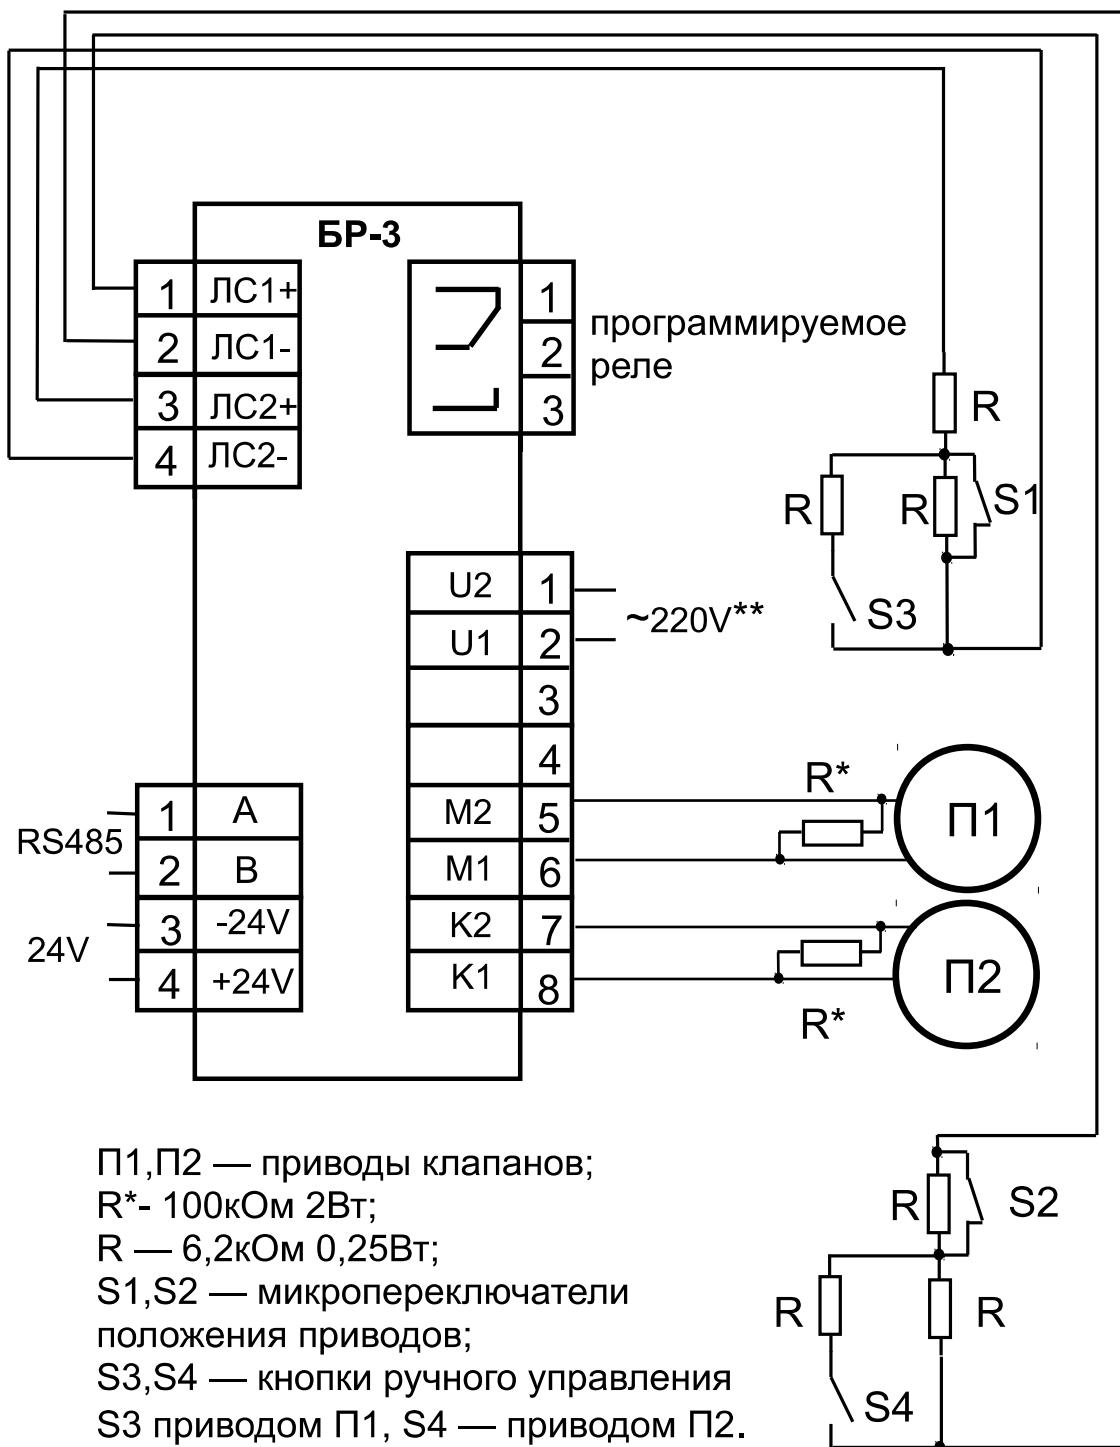 БР-3
1 ЛС1+
2 ЛС1-
3 ЛС2+
4 ЛС2-
1
2
3
программируемое
реле
R
R
R
S1
S3
U2 1
U1 2
3
4
M2 5
M1 6
K2 7
K1 8
~220V**
RS485
1 A
2 B
24V
3 -24V
4 +24V
R*
П1
П2
R*
П1,П2 — приводы клапанов;
R*- 100кОм 2Вт;
R — 6,2кОм 0,25Вт;
S1,S2 — микропереключатели
положения приводов;
S3,S4 — кнопки ручного управления
S3 приводом П1, S4 — приводом П2.
R
S2
R
R
S4